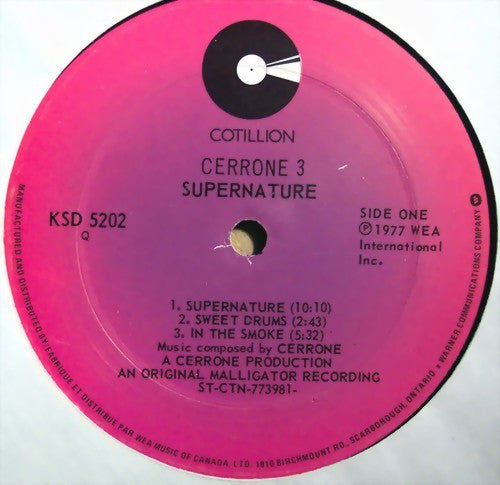 COTILLION
CERRONE 3
SUPERNATURE
KSD 5202
Q
SIDE ONE
Ⓟ 1977 WEA
International
Inc.
1. SUPERNATURE (10:10)
2. SWEET DRUMS (2:43)
3. IN THE SMOKE (5:32)
Music composed by CERRONE
A CERRONE PRODUCTION
AN ORIGINAL MALLIGATOR RECORDING
ST-CTN-773981-
MANUFACTURED AND DISTRIBUTED BY/FABRIQUE ET DISTRIBUE PAR WEA MUSIC OF CANADA, LTD. 1810 BIRCHMOUNT RD., SCARBOROUGH, ONTARIO • WARNER COMMUNICATIONS COMPANY